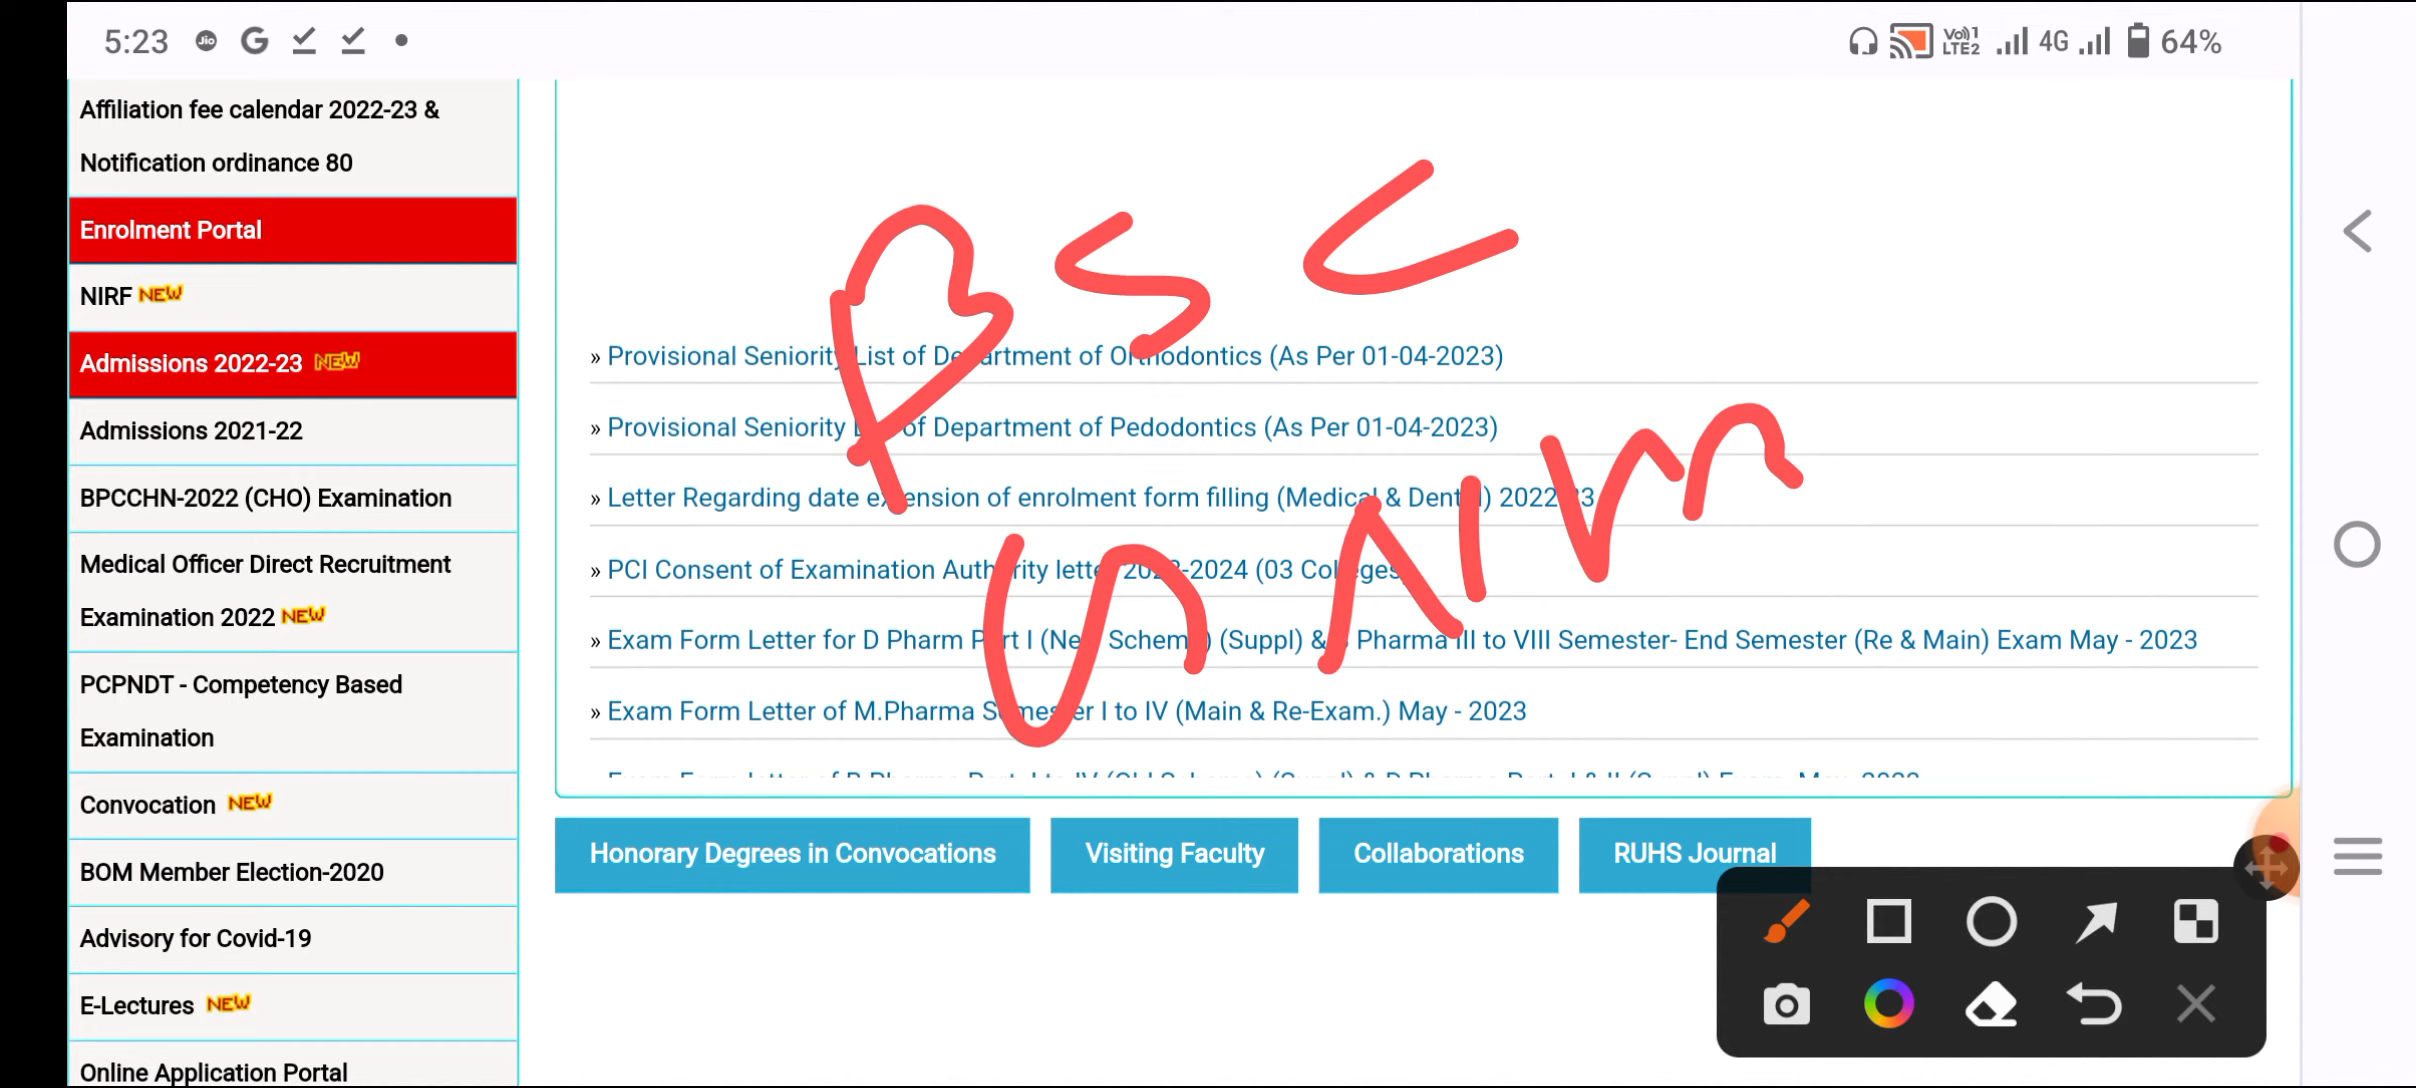 5:23
Jio G
Vo)) 1 LTE2 4G 64%
Affiliation fee calendar 2022-23 &
Notification ordinance 80
Enrolment Portal
NIRF NEW
Admissions 2022-23 NEW
Admissions 2021-22
BPCCHN-2022 (CHO) Examination
Medical Officer Direct Recruitment
Examination 2022 NEW
PCPNDT - Competency Based
Examination
Convocation NEW
BOM Member Election-2020
Advisory for Covid-19
E-Lectures NEW
Online Application Portal
BSC
» Provisional Seniority List of Department of Orthodontics (As Per 01-04-2023)
» Provisional Seniority of Department of Pedodontics (As Per 01-04-2023)
» Letter Regarding date extension of enrolment form filling (Medical & Dental) 2022-23
» PCI Consent of Examination Authority letter 2023-2024 (03 Colleges)
» Exam Form Letter for D Pharm Part I (New Scheme) (Suppl) & Pharma III to VIII Semester- End Semester (Re & Main) Exam May - 2023
» Exam Form Letter of M.Pharma Semester I to IV (Main & Re-Exam.) May - 2023
Honorary Degrees in Convocations
Visiting Faculty
Collaborations
RUHS Journal